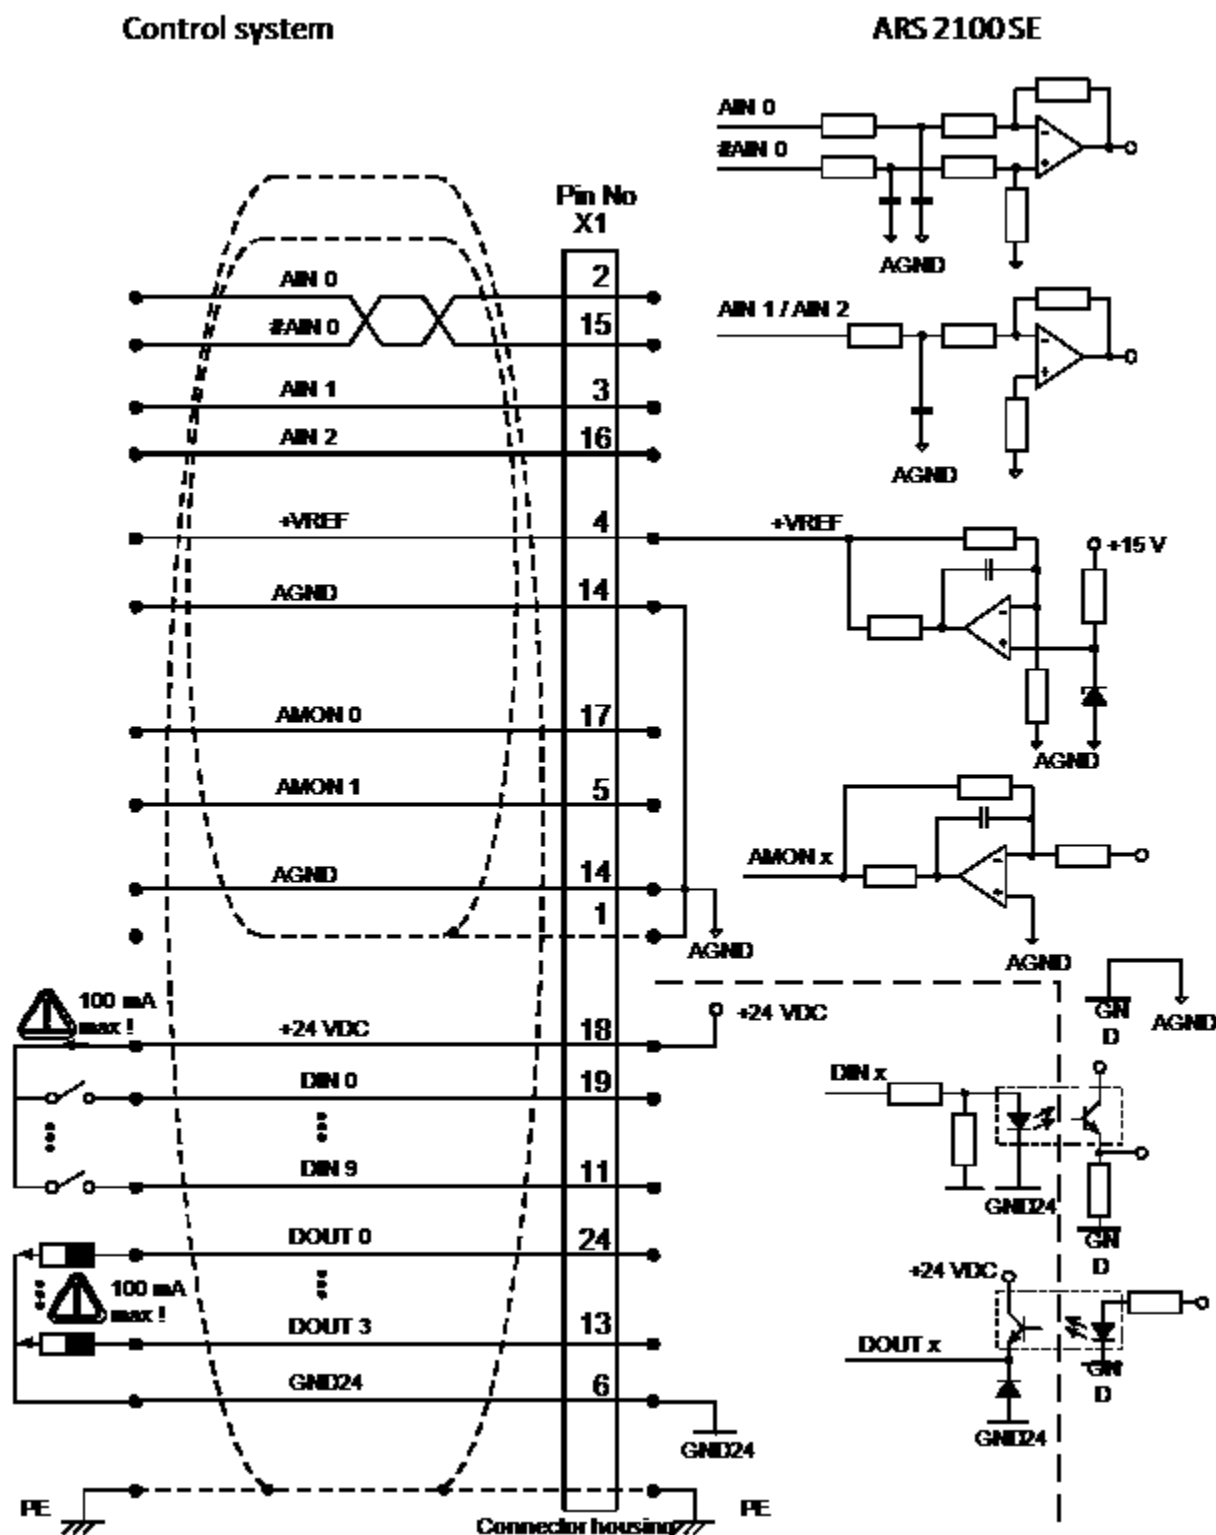 Control system
ARS 2100 SE
AIN 0
#AIN 0
AGND
Pin No
X1
AIN 0
2
#AIN 0
15
AIN 1
3
AIN 2
16
AIN 1 / AIN 2
AGND
+VREF
4
+VREF
+15 V
AGND
14
AGND
AMON 0
17
AMON 1
5
AMON x
AGND
14
1
AGND
AGND
GN
D
AGND
100 mA
max !
+24 VDC
18
+24 VDC
DIN 0
19
DIN x
DIN 9
11
GND24
GN
D
DOUT 0
24
+24 VDC
100 mA
max !
DOUT 3
13
DOUT x
GN
D
GND24
6
GND24
GND24
PE
PE
Connector housing